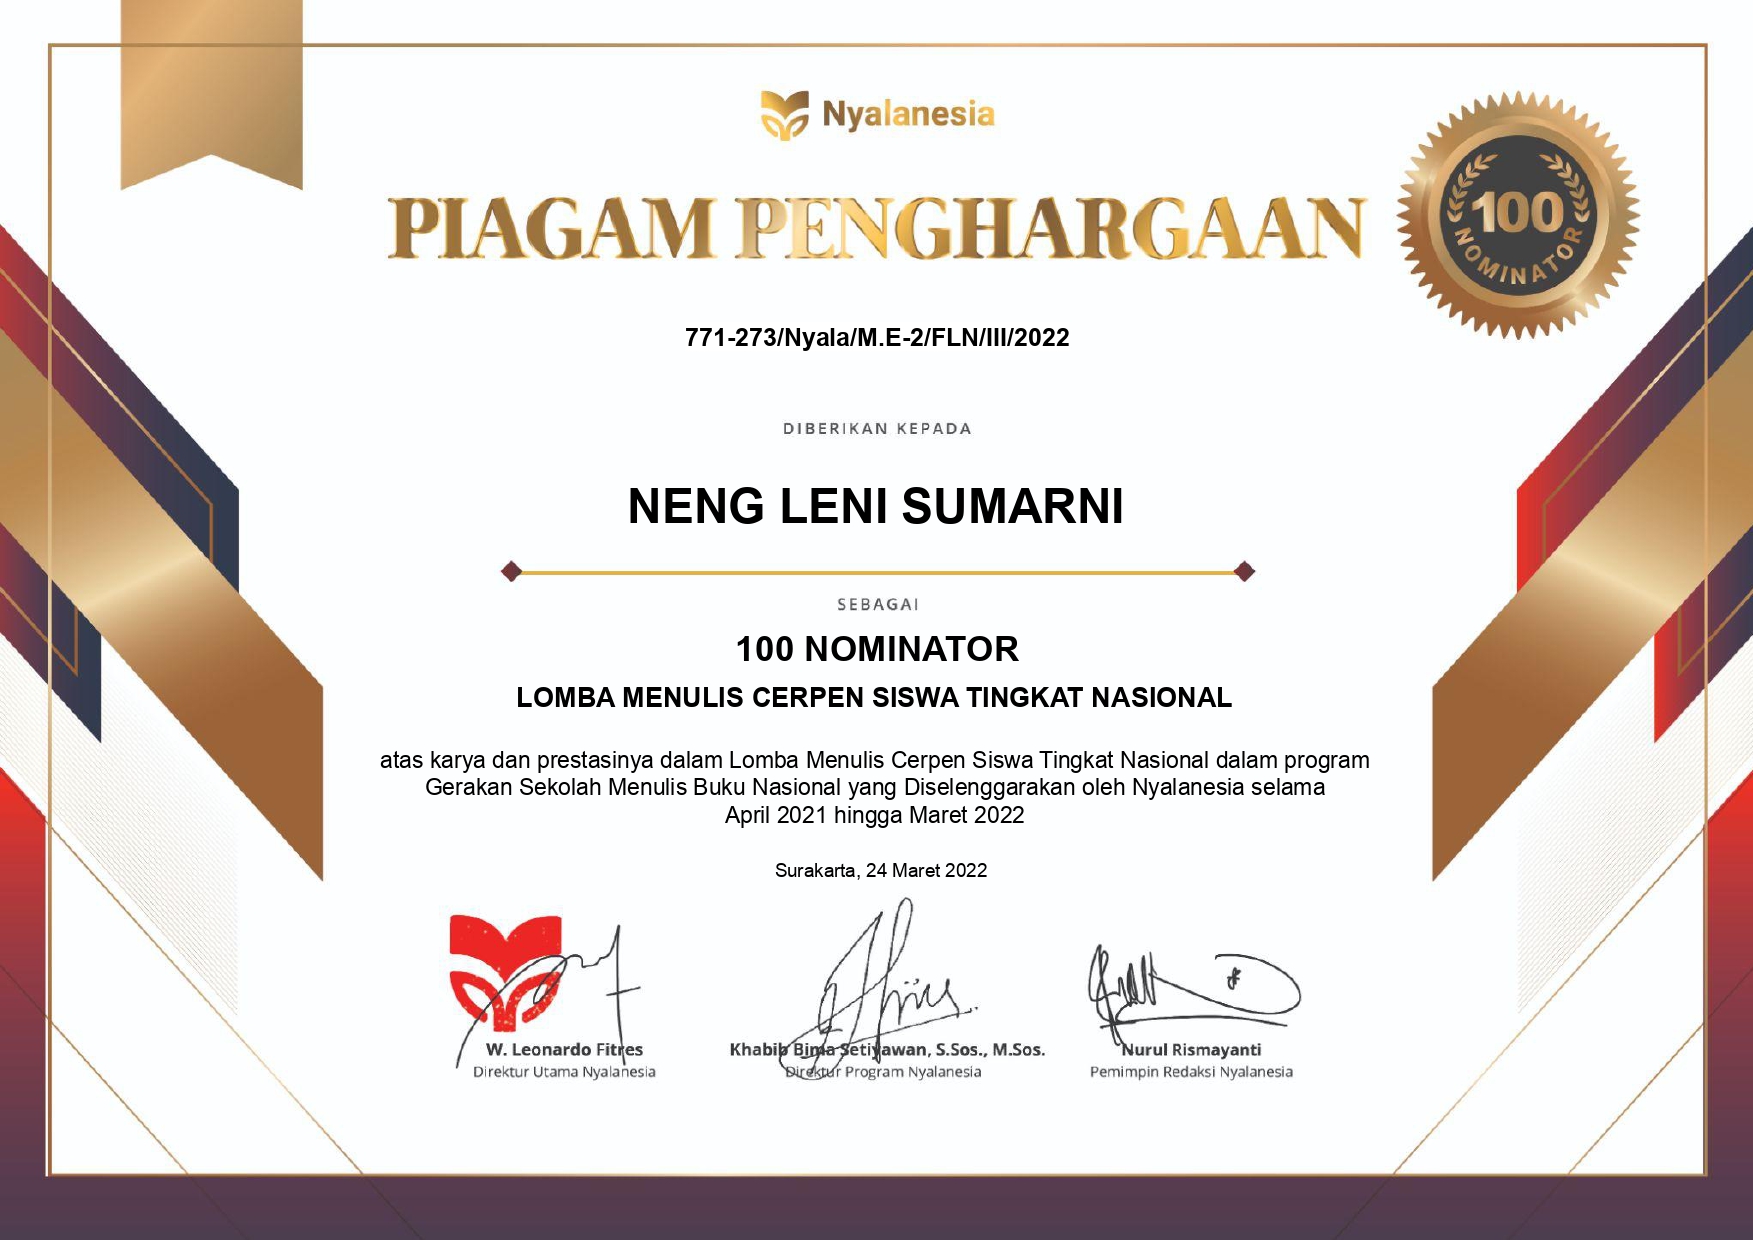 Nyalanesia
PIAGAM PENGHARGAAN
100
NOMINATOR
771-273/Nyala/M.E-2/FLN/III/2022
DIBERIKAN KEPADA
NENG LENI SUMARNI
SEBAGAI
100 NOMINATOR
LOMBA MENULIS CERPEN SISWA TINGKAT NASIONAL
atas karya dan prestasinya dalam Lomba Menulis Cerpen Siswa Tingkat Nasional dalam program
Gerakan Sekolah Menulis Buku Nasional yang Diselenggarakan oleh Nyalanesia selama
April 2021 hingga Maret 2022
Surakarta, 24 Maret 2022
W. Leonardo Fitres
Direktur Utama Nyalanesia
Khabib Bima Setiyawan, S.Sos., M.Sos.
Direktur Program Nyalanesia
Nurul Rismayanti
Pemimpin Redaksi Nyalanesia